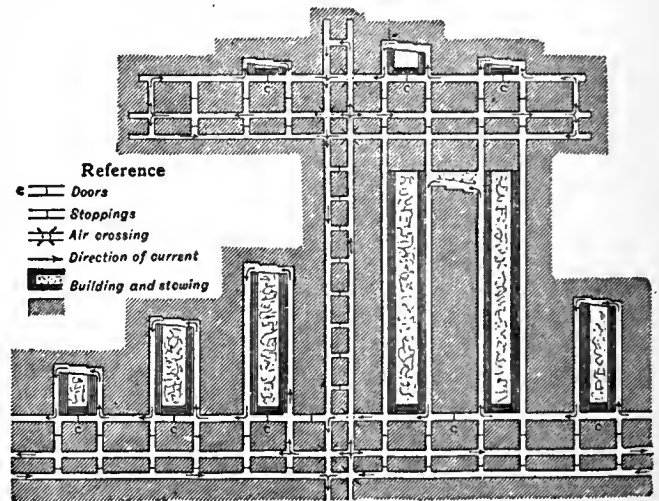 c c c
Reference
c Doors
Stoppings
Air crossing
Direction of current
Building and stowing
c c c c c